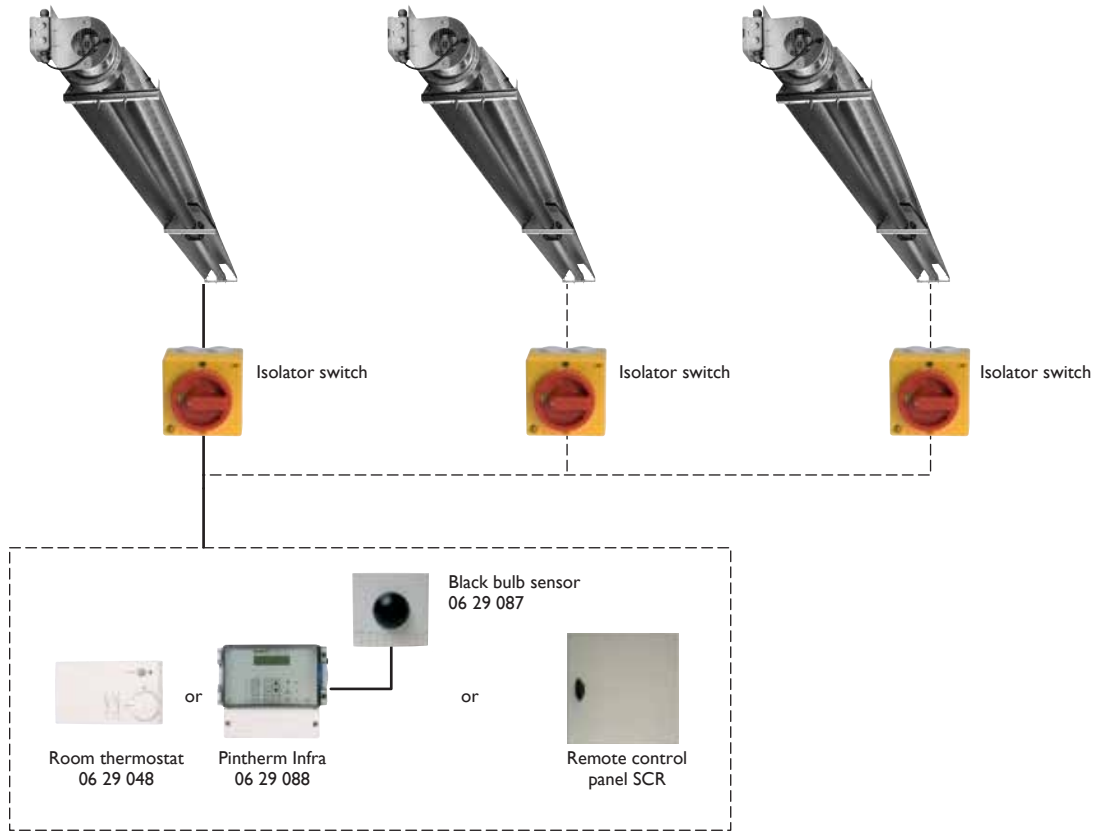 Isolator switch
Isolator switch
Isolator switch
Black bulb sensor
06 29 087
or
or
Room thermostat
06 29 048
Pintherm Infra
06 29 088
Remote control
panel SCR